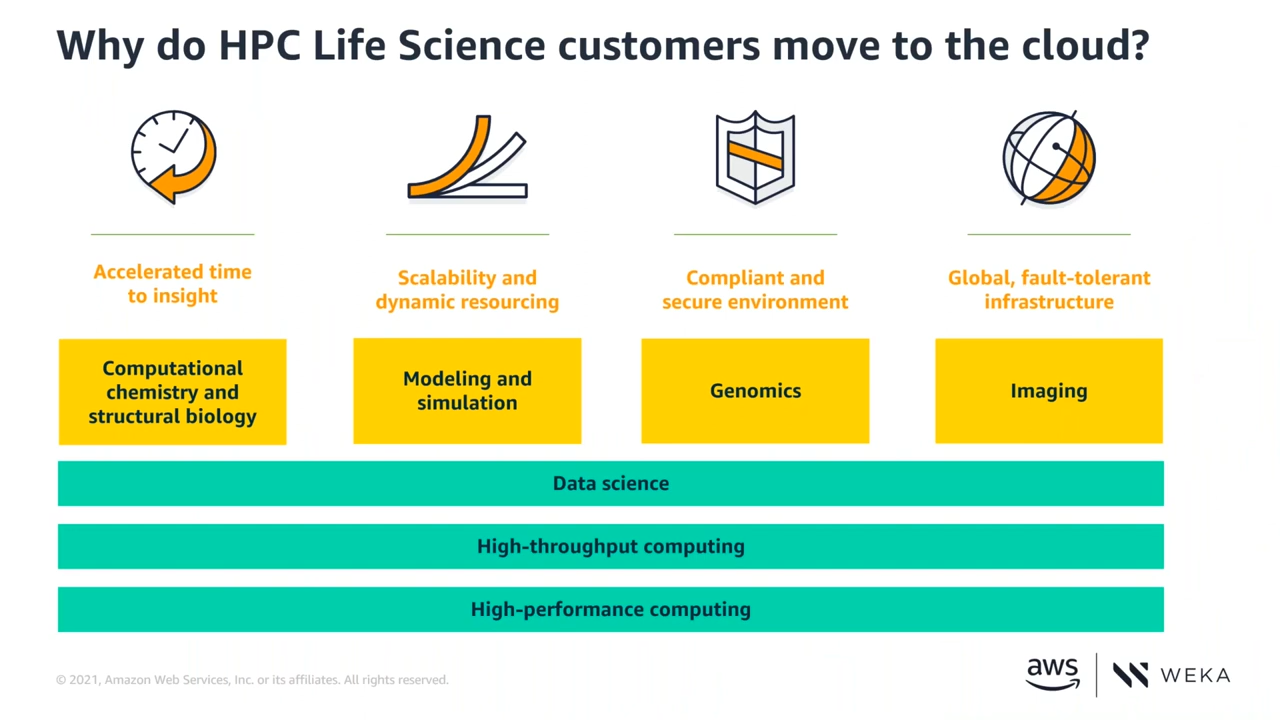 Why do HPC Life Science customers move to the cloud?
Accelerated time
to insight
Scalability and
dynamic resourcing
Compliant and
secure environment
Global, fault-tolerant
infrastructure
Computational
chemistry and
structural biology
Modeling and
simulation
Genomics
Imaging
Data science
High-throughput computing
High-performance computing
© 2021, Amazon Web Services, Inc. or its affiliates. All rights reserved.
aws
WEKA